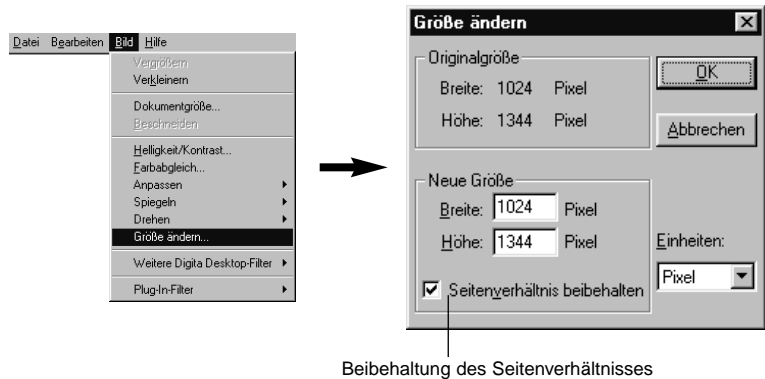 Datei Bearbeiten Bild Hilfe
Vergrößern
Verkleinern
Dokumentgröße...
Beschneiden
Helligkeit/Kontrast...
Farbabgleich...
Anpassen
Spiegeln
Drehen
Größe ändern...
Weitere Digita Desktop-Filter
Plug-In-Filter
Größe ändern
Originalgröße
Breite: 1024 Pixel
Höhe: 1344 Pixel
OK
Abbrechen
Neue Größe
Breite: 1024 Pixel
Höhe: 1344 Pixel
Seitenverhältnis beibehalten
Einheiten:
Pixel
Beibehaltung des Seitenverhältnisses